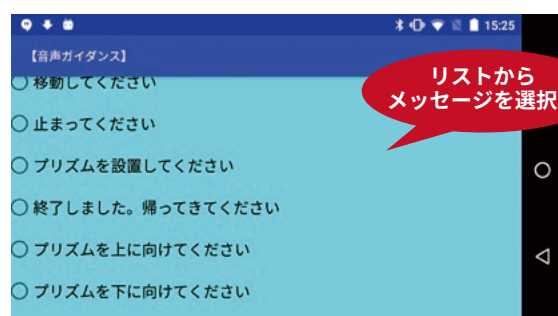 15:25
【音声ガイダンス】
移動してください
リストから
メッセージを選択
止まってください
プリズムを設置してください
終了しました。帰ってきてください
プリズムを上に向けてください
プリズムを下に向けてください